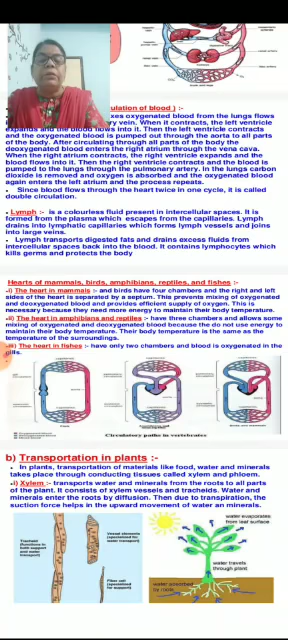 ulation of blood ) :-
xes oxygenated blood from the lungs flows
ry vein. When it contracts, the left ventricle
expands and the blood flows into it. Then the left ventricle contracts
and the oxygenated blood is pumped out through the aorta to all parts
of the body. After circulating through all parts of the body the
deoxygenated blood enters the right atrium through the vena cava.
When the right atrium contracts, the right ventricle expands and the
blood flows into it. Then the right ventricle contracts and the blood is
pumped to the lungs through the pulmonary artery. In the lungs carbon
dioxide is removed and oxygen is absorbed and the oxygenated blood
again enters the left atrium and the process repeats.
• Since blood flows through the heart twice in one cycle, it is called
double circulation.
• Lymph :- is a colourless fluid present in intercellular spaces. It is
formed from the plasma which escapes from the capillaries. Lymph
drains into lymphatic capillaries which forms lymph vessels and joins
into large veins.
• Lymph transports digested fats and drains excess fluids from
intercellular spaces back into the blood. It contains lymphocytes which
kills germs and protects the body
Hearts of mammals, birds, amphibians, reptiles, and fishes :-
i) The heart in mammals :- and birds have four chambers and the right and left
sides of the heart is separated by a septum. This prevents mixing of oxygenated
and deoxygenated blood and provides efficient supply of oxygen. This is
necessary because they need more energy to maintain their body temperature.
ii) The heart in amphibians and reptiles :- have three chambers and allows some
mixing of oxygenated and deoxygenated blood because the do not use energy to
maintain their body temperature. Their body temperature is the same as the
temperature of the surroundings.
iii) The heart in fishes :- have only two chambers and blood is oxygenated in the
gills.
Circulatory paths in vertebrates
b) Transportation in plants :-
• In plants, transportation of materials like food, water and minerals
takes place through conducting tissues called xylem and phloem.
• i) Xylem :- transports water and minerals from the roots to all parts
of the plant. It consists of xylem vessels and tracheids. Water and
minerals enter the roots by diffusion. Then due to transpiration, the
suction force helps in the upward movement of water an minerals.
Tracheid
(functions in
both support
and water
transport)
Vessel elements
(specialized for
water transport)
Fiber cell
(specialized
for support)
water evaporates
from leaf surface
water travels
through plant
water absorbed
by roots